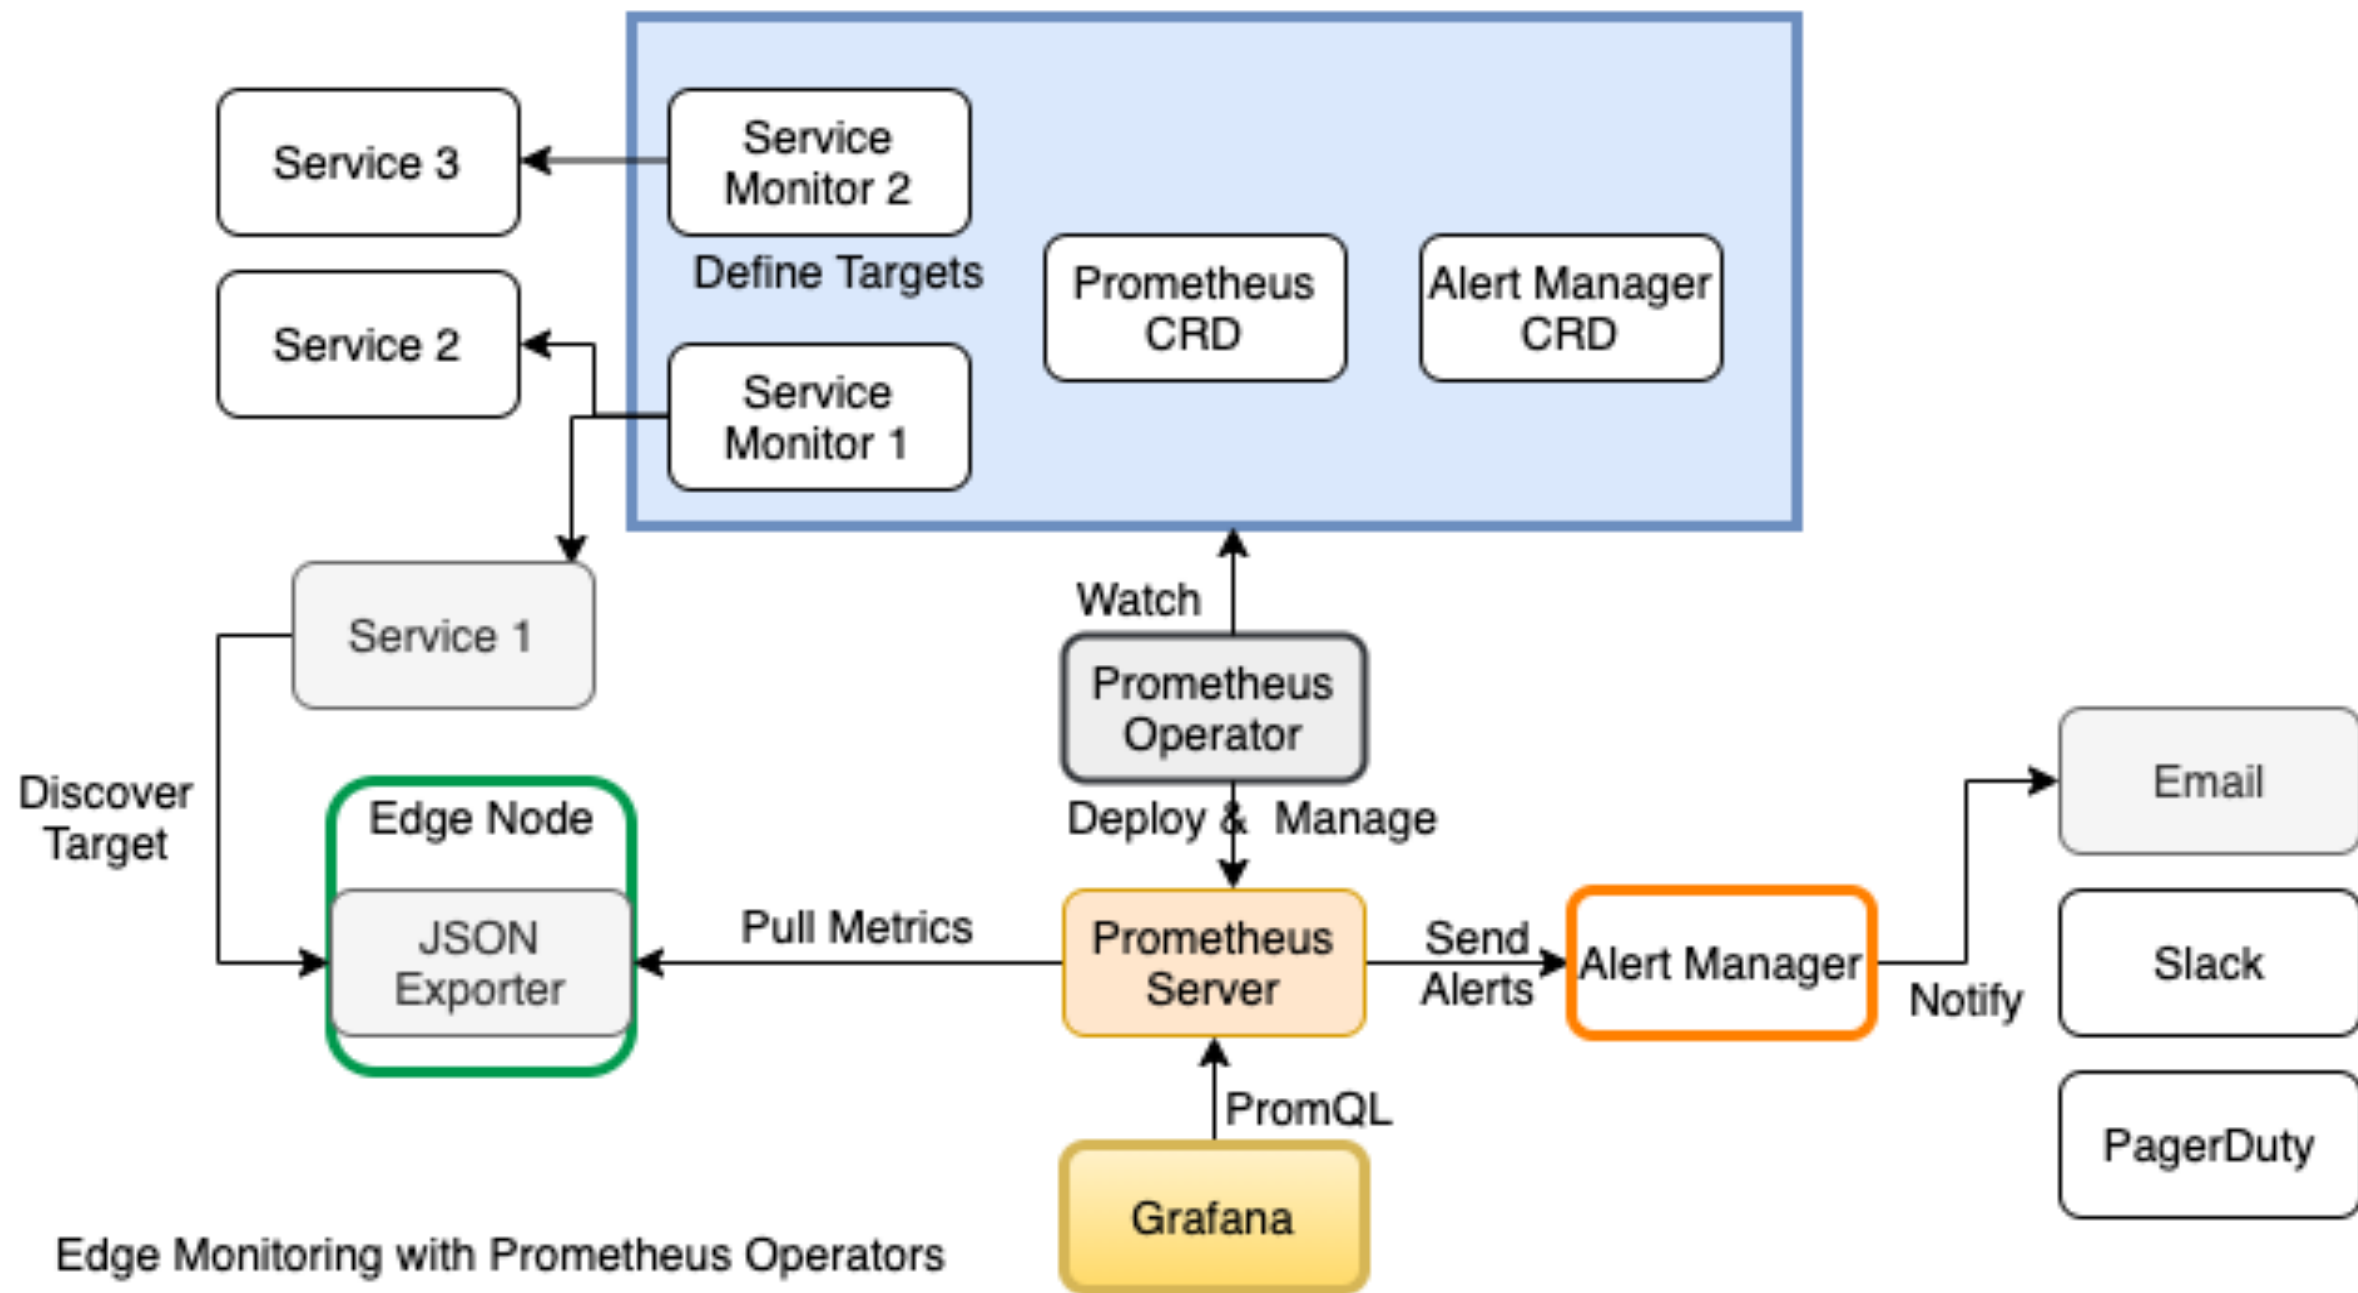 Service 3
Service
Monitor 2
Define Targets
Prometheus
CRD
Alert Manager
CRD
Service 2
Service
Monitor 1
Service 1
Watch
Prometheus
Operator
Deploy & Manage
Discover
Target
Edge Node
JSON
Exporter
Pull Metrics
Prometheus
Server
Send
Alerts
Alert Manager
Notify
Email
Slack
PagerDuty
PromQL
Grafana
Edge Monitoring with Prometheus Operators